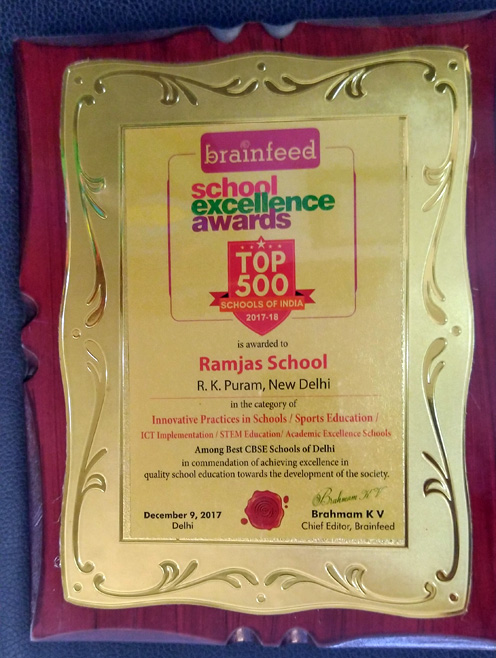 brainfeed
school
excellence
awards
TOP
500
SCHOOLS OF INDIA
2017-18
is awarded to
Ramjas School
R. K. Puram, New Delhi
in the category of
Innovative Practices in Schools / Sports Education /
ICT Implementation / STEM Education/ Academic Excellence Schools
Among Best CBSE Schools of Delhi
in commendation of achieving excellence in
quality school education towards the development of the society.
Brahmam K V
December 9, 2017 Brahmam K V
Delhi Chief Editor, Brainfeed